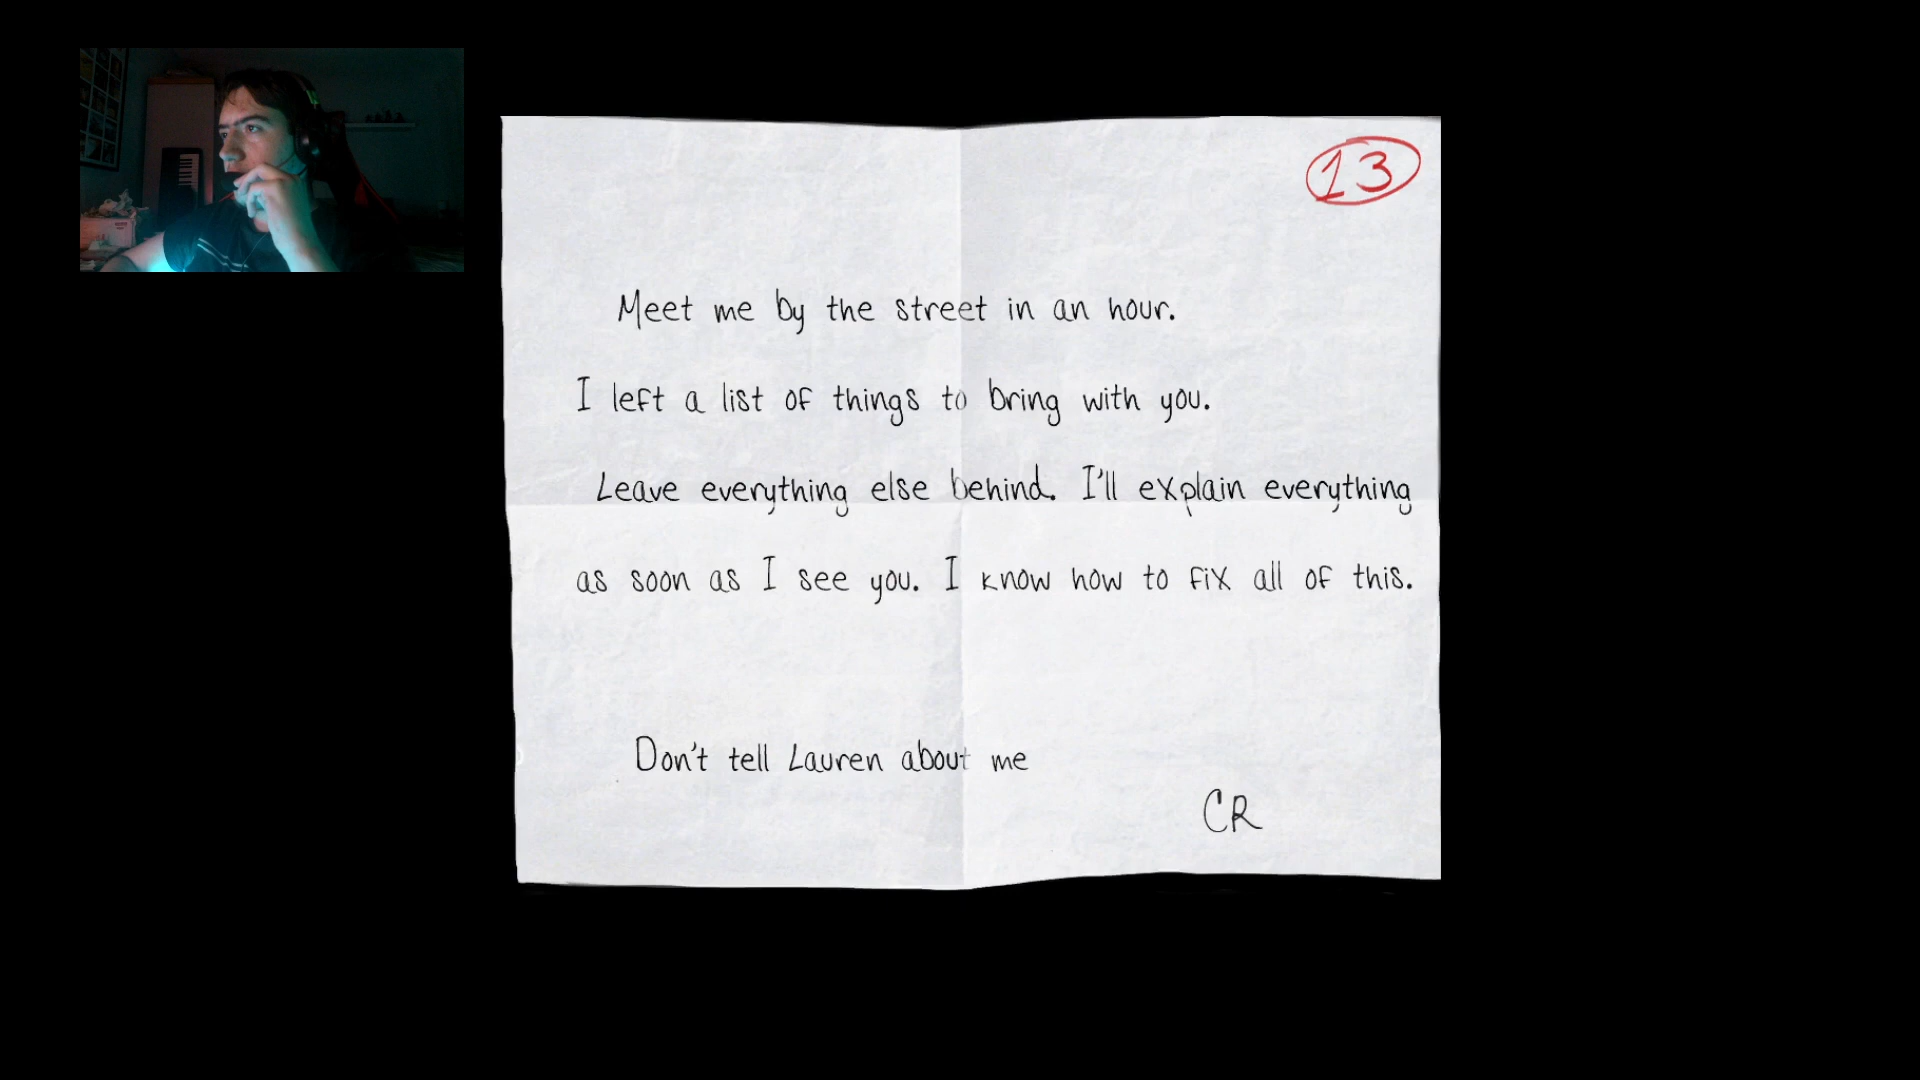 13
Meet me by the street in an hour.
I left a list of things to bring with you.
Leave everything else behind. I'll explain everything
as soon as I see you. I know how to fix all of this.
Don't tell Lauren about me
CR